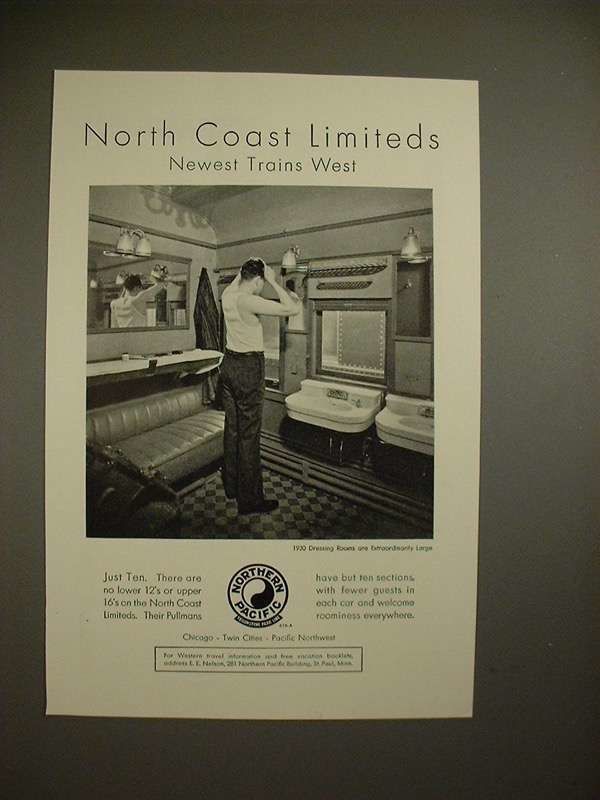 North Coast Limiteds
Newest Trains West
1930 Dressing Rooms are Extraordinarily Large
Just Ten. There are
no lower 12's or upper
16's on the North Coast
Limiteds. Their Pullmans
NORTHERN
PACIFIC
YELLOWSTONE PARK LINE
have but ten sections,
with fewer guests in
each car and welcome
roominess everywhere.
Chicago - Twin Cities - Pacific Northwest
For Western travel information and free vacation booklets,
address E. E. Nelson, 281 Northern Pacific Building, St. Paul, Minn.